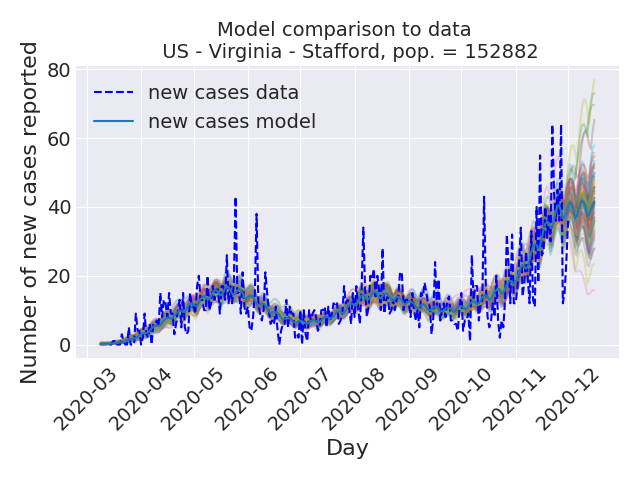 Model comparison to data
US - Virginia - Stafford, pop. = 152882
Number of new cases reported
80
60
40
20
0
new cases data
new cases model
2020-03
2020-04
2020-05
2020-06
2020-07
2020-08
2020-09
2020-10
2020-11
2020-12
Day